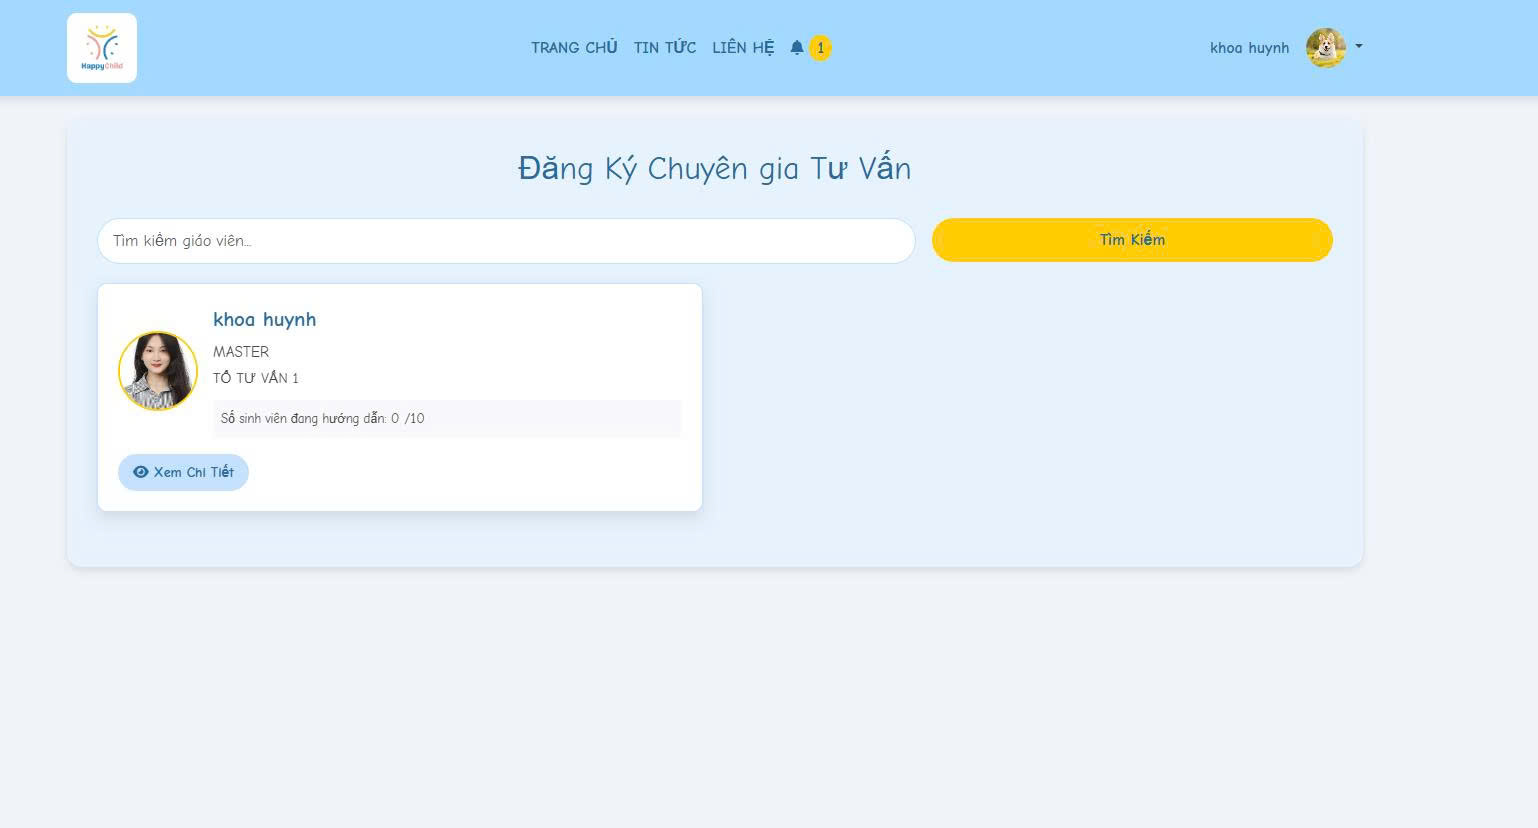 HappyChild
TRANG CHỦ TIN TỨC LIÊN HỆ 1
khoa huynh
Đăng Ký Chuyên gia Tư Vấn
Tìm kiếm giáo viên...
Tìm Kiếm
khoa huynh
MASTER
TỔ TƯ VẤN 1
Số sinh viên đang hướng dẫn: 0 /10
Xem Chi Tiết